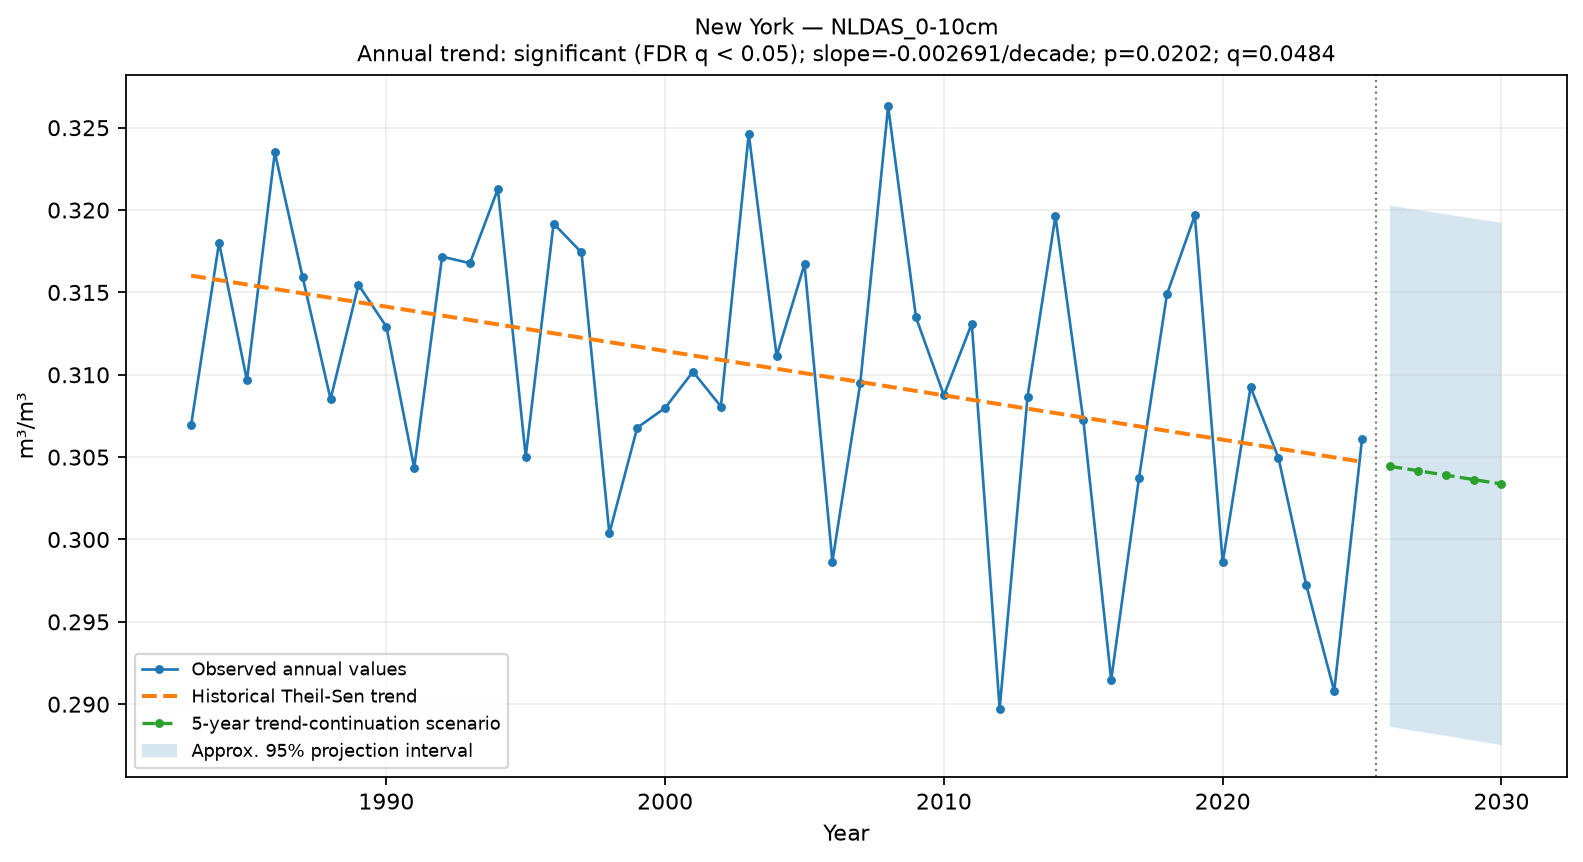 New York — NLDAS_0-10cm
Annual trend: significant (FDR q < 0.05); slope=-0.002691/decade; p=0.0202; q=0.0484
m³/m³
0.325
0.320
0.315
0.310
0.305
0.300
0.295
0.290
Observed annual values
Historical Theil-Sen trend
5-year trend-continuation scenario
Approx. 95% projection interval
1990
2000
2010
2020
2030
Year